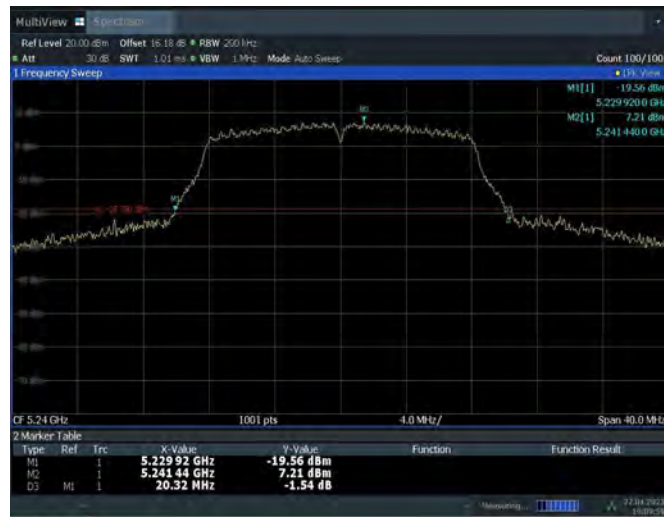 MultiView Spectrum
Ref Level 20.00 dBm Offset 16.18 dB RBW 200 kHz
Att 30 dB SWT 1.01 ms VBW 1 MHz Mode Auto Sweep Count 100/100
1 Frequency Sweep 1Pk View
M1[1] -19.56 dBm
5.2299200 GHz
M2[1] 7.21 dBm
5.2414400 GHz
M2
M1
D3
CF 5.24 GHz 1001 pts 4.0 MHz/ Span 40.0 MHz
2 Marker Table
Type Ref Trc X-Value Y-Value Function Function Result
M1 1 5.229 92 GHz -19.56 dBm
M2 1 5.241 44 GHz 7.21 dBm
D3 M1 1 20.32 MHz -1.54 dB
Measuring...